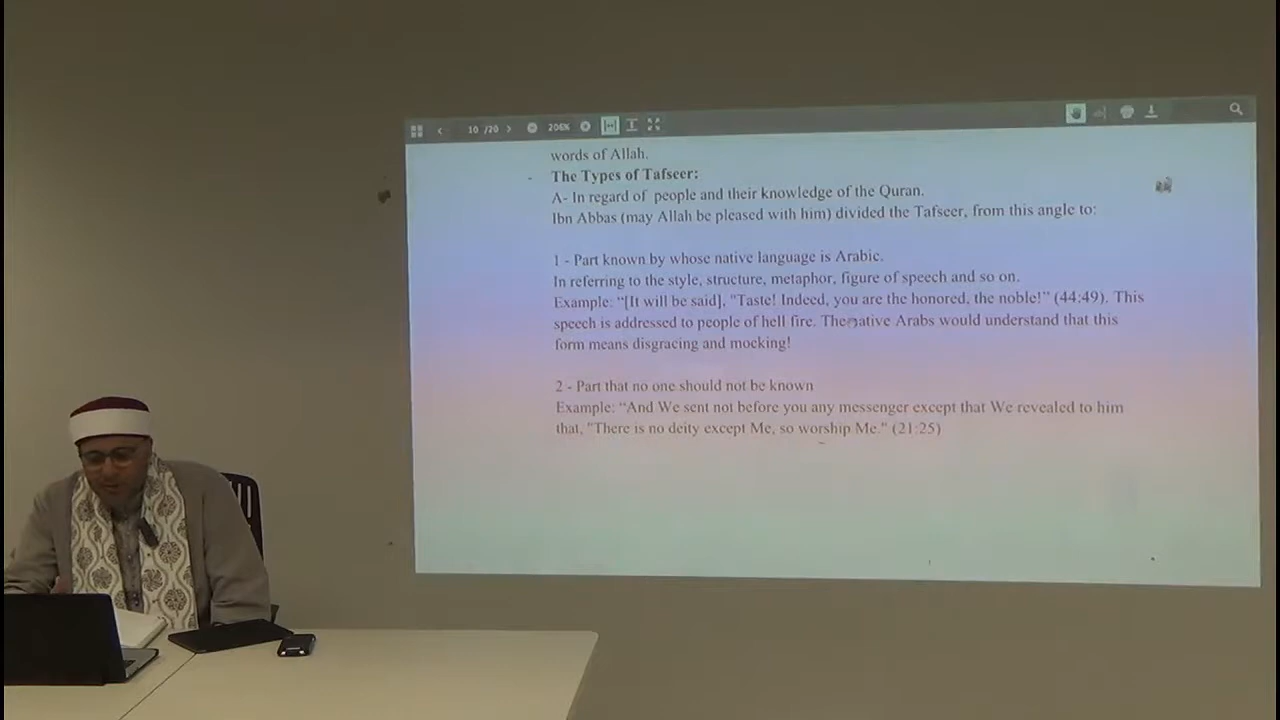 10 /20
206%
words of Allah.
- The Types of Tafseer:
A- In regard of people and their knowledge of the Quran.
Ibn Abbas (may Allah be pleased with him) divided the Tafseer, from this angle to:
1 - Part known by whose native language is Arabic.
In referring to the style, structure, metaphor, figure of speech and so on.
Example: “[It will be said], "Taste! Indeed, you are the honored, the noble!” (44:49). This
speech is addressed to people of hell fire. The native Arabs would understand that this
form means disgracing and mocking!
2 - Part that no one should not be known
Example: “And We sent not before you any messenger except that We revealed to him
that, "There is no deity except Me, so worship Me." (21:25)